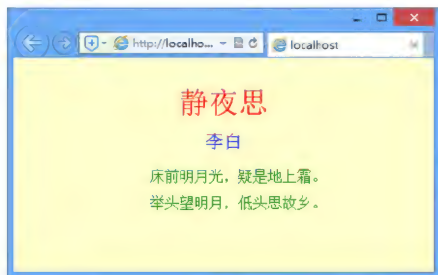 http://localho...
localhost
静夜思
李白
床前明月光，疑是地上霜。
举头望明月，低头思故乡。